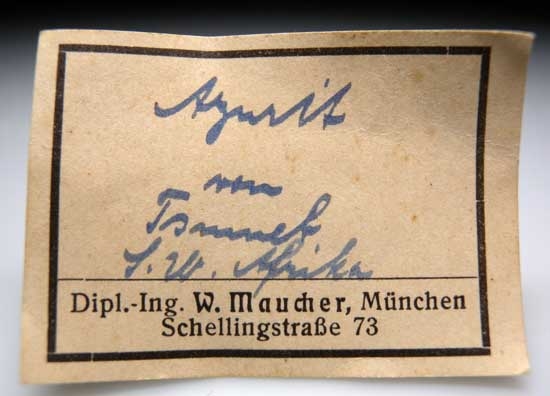 Azurit
von
Tsumeb
S.W. Afrika
Dipl.-Ing. W. Maucher, München
Schellingstraße 73